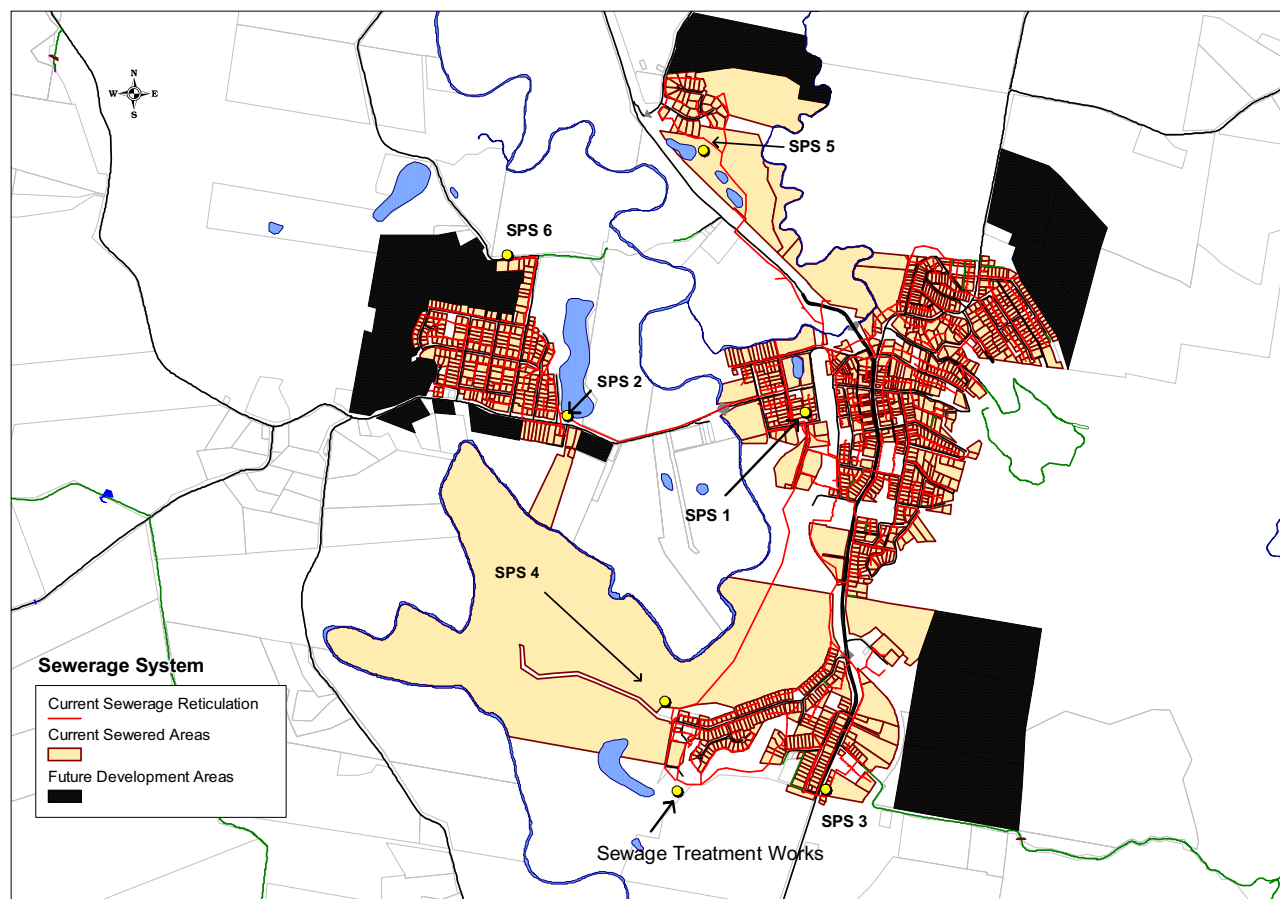 N
W E
S
SPS 5
SPS 6
SPS 2
SPS 1
SPS 4
Sewerage System
Current Sewerage Reticulation
Current Sewered Areas
Future Development Areas
SPS 3
Sewage Treatment Works